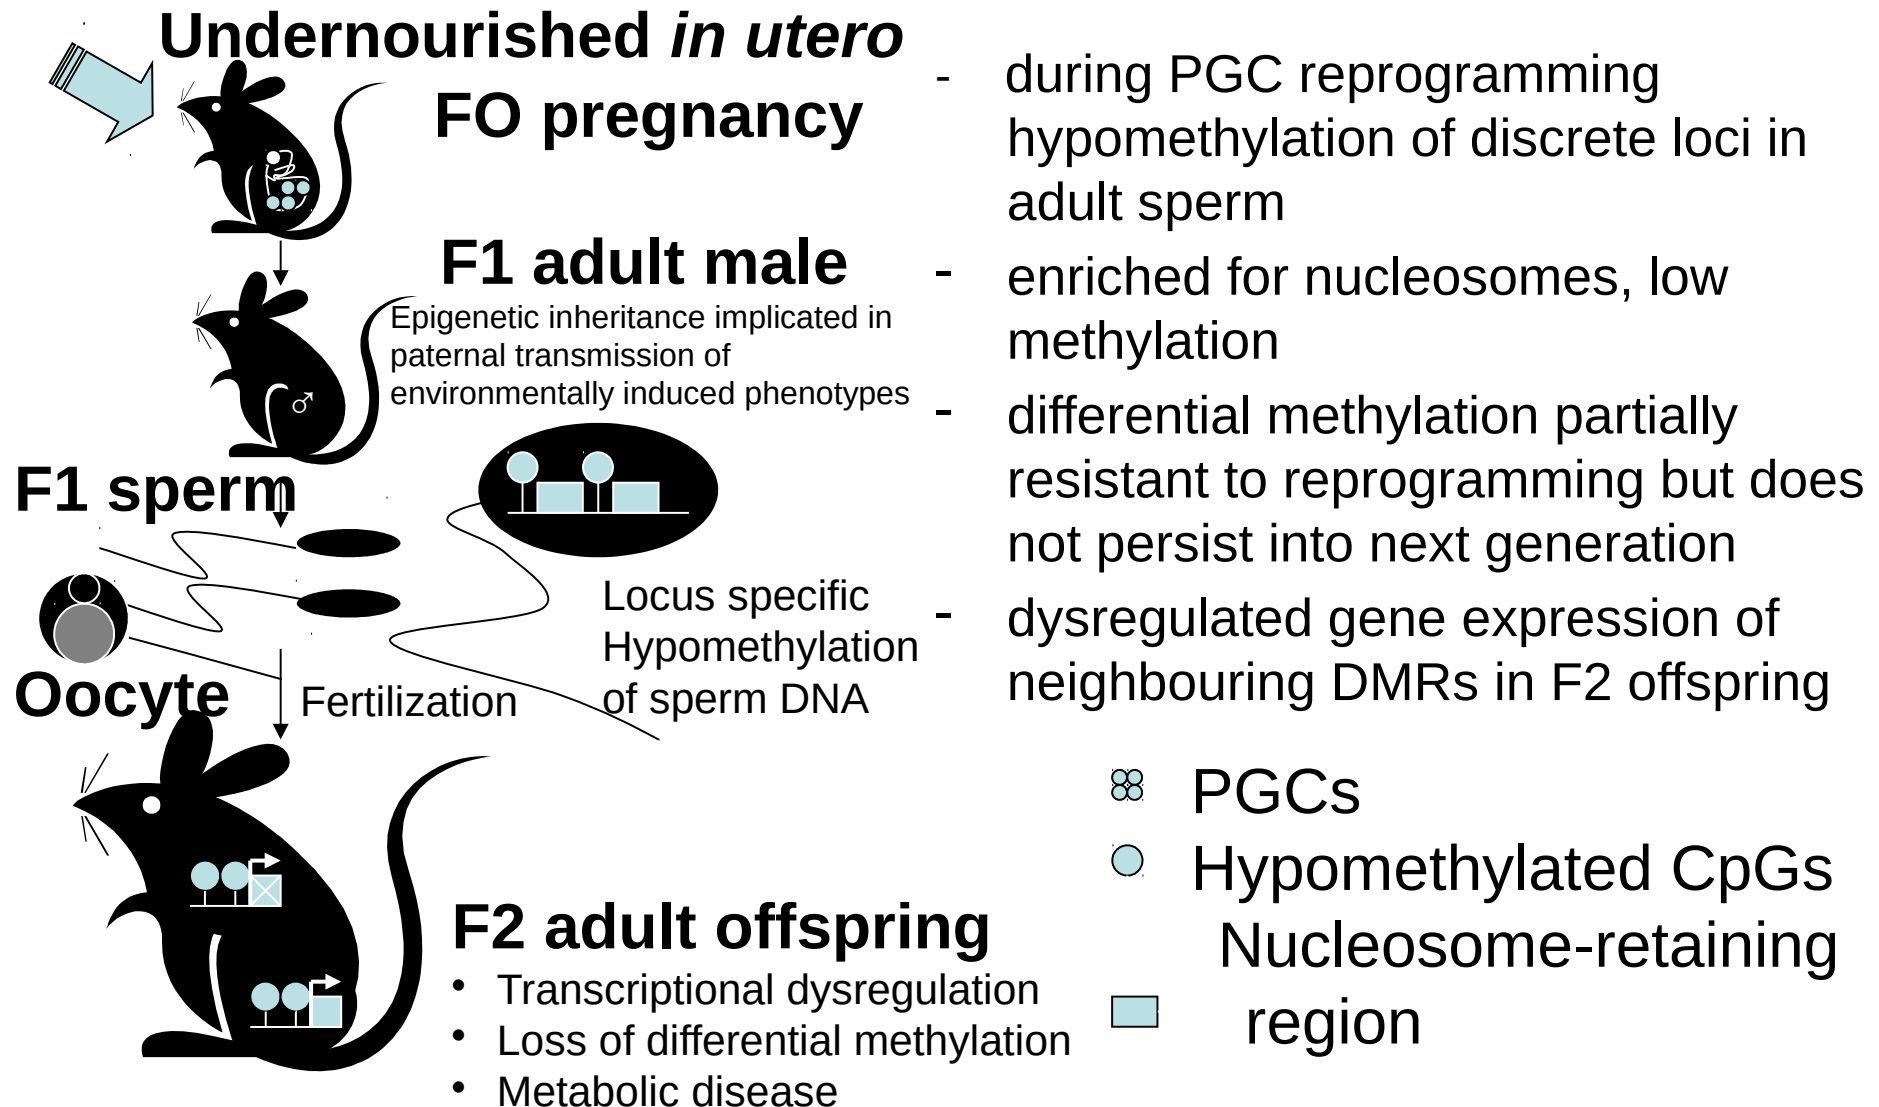 Undernourished in utero
FO pregnancy
F1 adult male
Epigenetic inheritance implicated in
paternal transmission of
environmentally induced phenotypes
♂
F1 sperm
Locus specific
Hypomethylation
of sperm DNA
Oocyte
Fertilization
F2 adult offspring
• Transcriptional dysregulation
• Loss of differential methylation
• Metabolic disease
- during PGC reprogramming
hypomethylation of discrete loci in
adult sperm
- enriched for nucleosomes, low
methylation
- differential methylation partially
resistant to reprogramming but does
not persist into next generation
- dysregulated gene expression of
neighbouring DMRs in F2 offspring
PGCs
Hypomethylated CpGs
Nucleosome-retaining
region